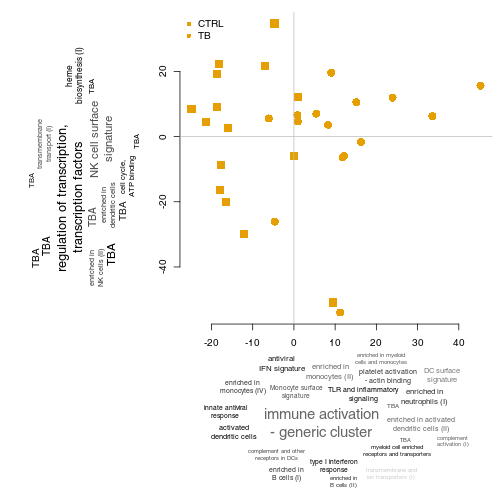 CTRL
TB
20
0
-20
-40
-20
-10
0
10
20
30
40
heme
biosynthesis (I)
TBA
transmembrane
transport (I)
TBA
regulation of transcription,
transcription factors
NK cell surface
signature
TBA
TBA
enriched in
dendritic cells
TBA
cell cycle,
ATP binding
TBA
TBA
enriched in
NK cells (II)
TBA
antiviral
IFN signature
enriched in
monocytes (II)
enriched in myeloid
cells and monocytes
platelet activation
- actin binding
DC surface
signature
enriched in
monocytes (IV)
Monocyte surface
signature
TLR and inflammatory
signaling
enriched in
neutrophils (I)
TBA
innate antiviral
response
immune activation
- generic cluster
activated
dendritic cells
enriched in activated
dendritic cells (II)
TBA
complement
activation (I)
myeloid cell enriched
receptors and transporters
complement and other
receptors in DCs
type I interferon
response
enriched in
B cells (I)
enriched in
B cells (II)
transmembrane and
ion transporters (I)